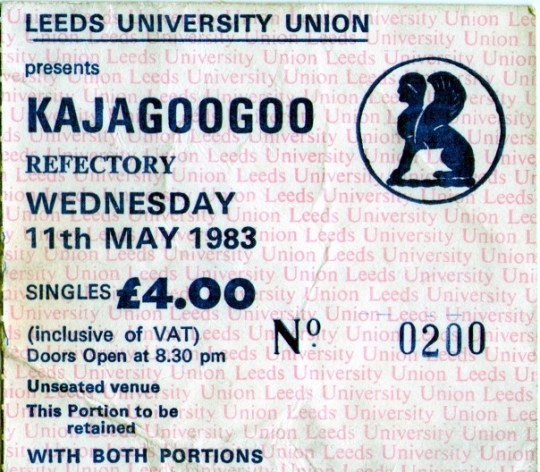 LEEDS UNIVERSITY UNION
presents
KAJAGOOGOO
REFECTORY
WEDNESDAY
11th MAY 1983
SINGLES £4.00
(inclusive of VAT)
Nº 0200
Doors Open at 8.30 pm
Unseated venue
This Portion to be
retained
WITH BOTH PORTIONS